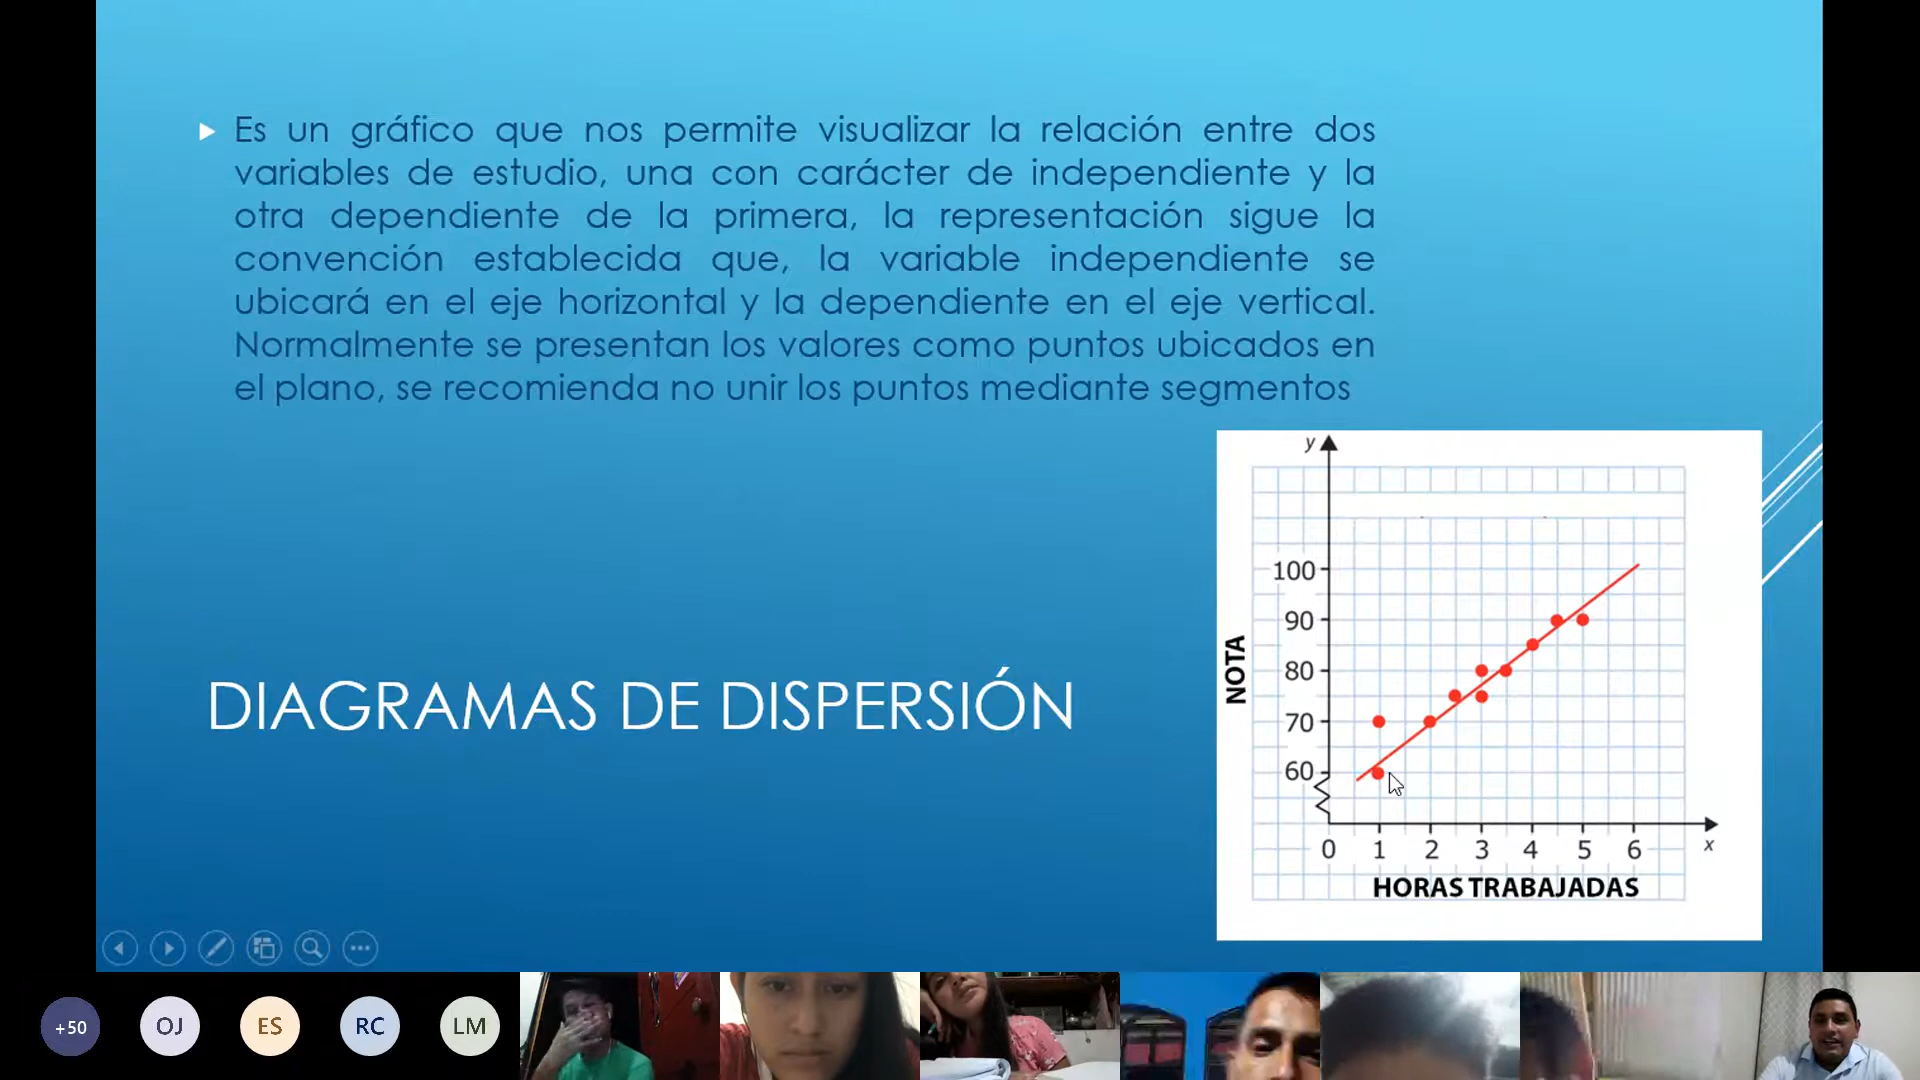 Es un gráfico que nos permite visualizar la relación entre dos
variables de estudio, una con carácter de independiente y la
otra dependiente de la primera, la representación sigue la
convención establecida que, la variable independiente se
ubicará en el eje horizontal y la dependiente en el eje vertical.
Normalmente se presentan los valores como puntos ubicados en
el plano, se recomienda no unir los puntos mediante segmentos
DIAGRAMAS DE DISPERSIÓN
y
100
90
80
70
60
NOTA
0 1 2 3 4 5 6
x
HORAS TRABAJADAS
+50 OJ ES RC LM